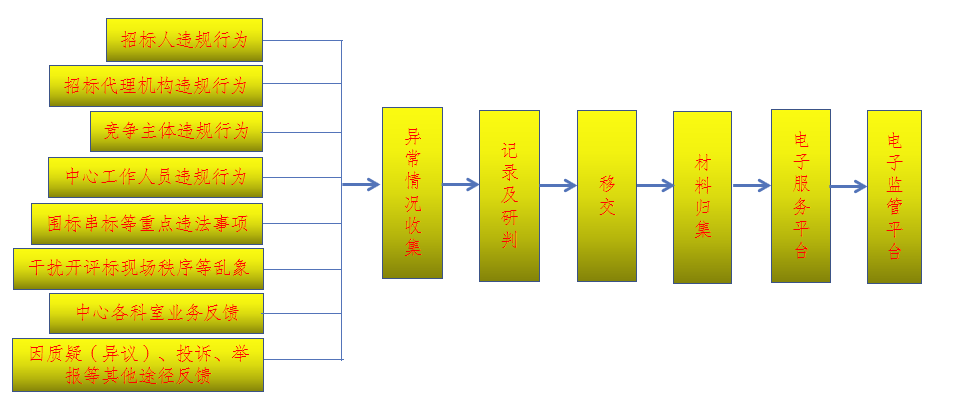 招标人违规行为
招标代理机构违规行为
竞争主体违规行为
中心工作人员违规行为
围标串标等重点违法事项
干扰开评标现场秩序等乱象
中心各科室业务反馈
因质疑（异议）、投诉、举
报等其他途径反馈
异常情况收集
记录及研判
移交
材料归集
电子服务平台
电子监管平台